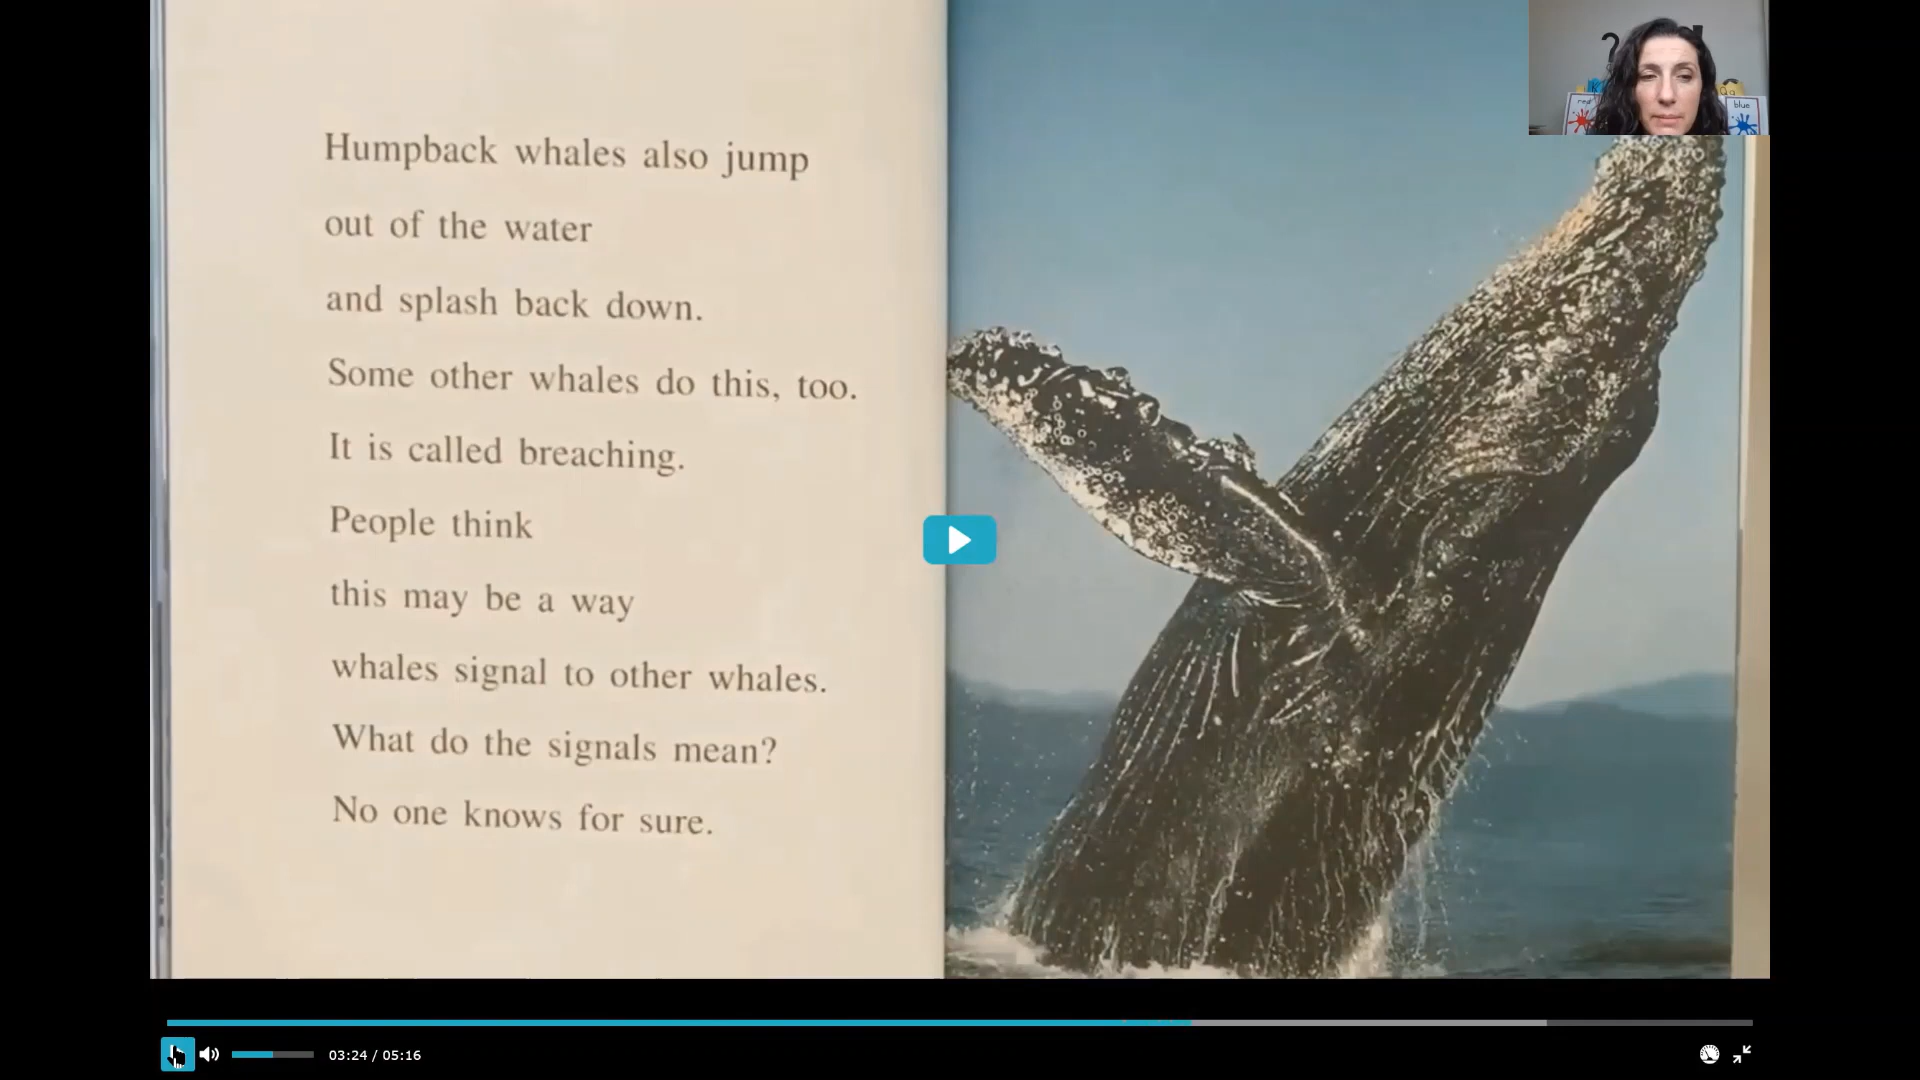 Humpback whales also jump
out of the water
and splash back down.
Some other whales do this, too.
It is called breaching.
People think
this may be a way
whales signal to other whales.
What do the signals mean?
No one knows for sure.
?
red
Qq
blue
03:24 / 05:16